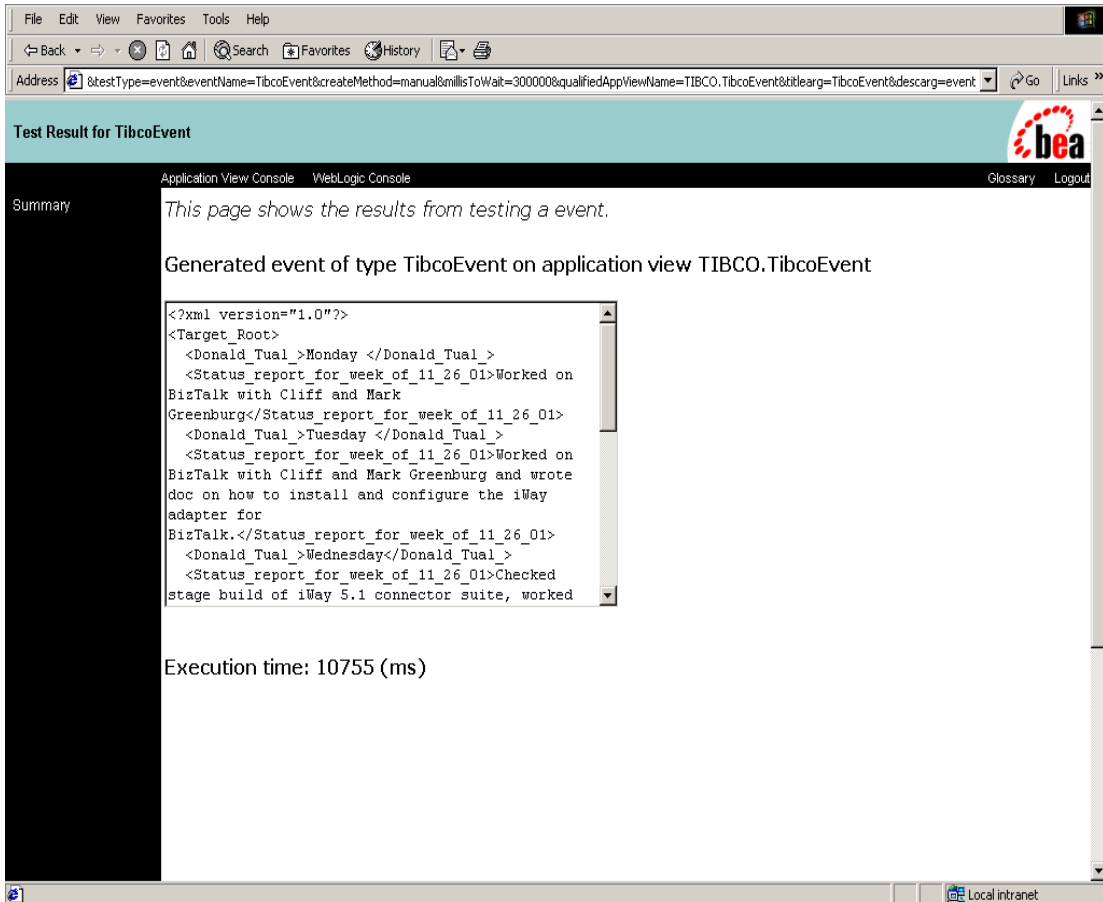 File Edit View Favorites Tools Help
Back Search Favorites History
Address &testType=event&eventName=TibcoEvent&createMethod=manual&millisToWait=300000&qualifiedAppViewName=TIBCO.TibcoEvent&titlearg=TibcoEvent&descarg=event Go Links »
Test Result for TibcoEvent
bea
Application View Console WebLogic Console Glossary Logout
Summary
This page shows the results from testing a event.
Generated event of type TibcoEvent on application view TIBCO.TibcoEvent
<?xml version="1.0"?>
<Target_Root>
<Donald_Tual_>Monday </Donald_Tual_>
<Status_report_for_week_of_11_26_01>Worked on
BizTalk with Cliff and Mark
Greenburg</Status_report_for_week_of_11_26_01>
<Donald_Tual_>Tuesday </Donald_Tual_>
<Status_report_for_week_of_11_26_01>Worked on
BizTalk with Cliff and Mark Greenburg and wrote
doc on how to install and configure the iWay
adapter for
BizTalk.</Status_report_for_week_of_11_26_01>
<Donald_Tual_>Wednesday</Donald_Tual_>
<Status_report_for_week_of_11_26_01>Checked
stage build of iWay 5.1 connector suite, worked
Execution time: 10755 (ms)
Local intranet